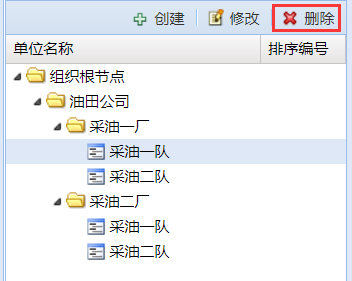 创建 修改 删除
单位名称 排序编号
组织根节点
油田公司
采油一厂
采油一队
采油二队
采油二厂
采油一队
采油二队